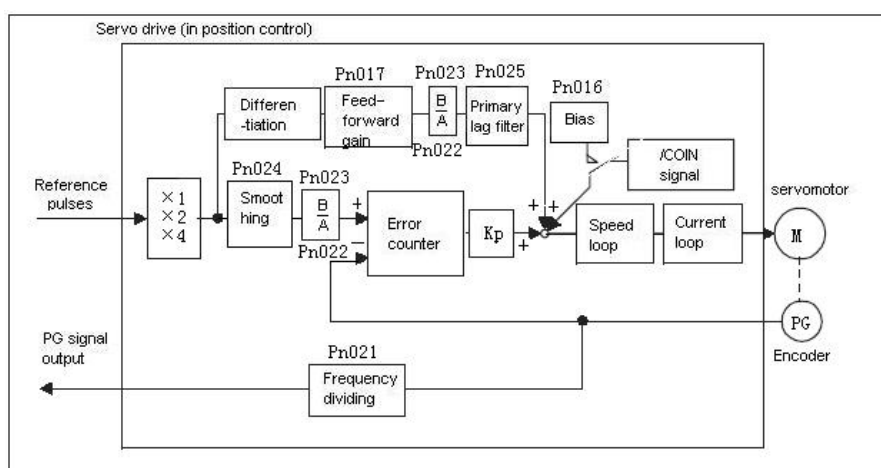 Servo drive (in position control)
Pn017
Pn023
Pn025
Pn016
Differen
-tiation
Feed-
forward
gain
B
A
Primary
lag filter
Bias
/COIN
signal
Pn022
Pn024
Pn023
Reference
pulses
×1
×2
×4
Smoot
hing
B
A
Pn022
+
−
Error
counter
Kp
+
+
+
Speed
loop
Current
loop
servomotor
M
PG
Encoder
PG signal
output
Pn021
Frequency
dividing